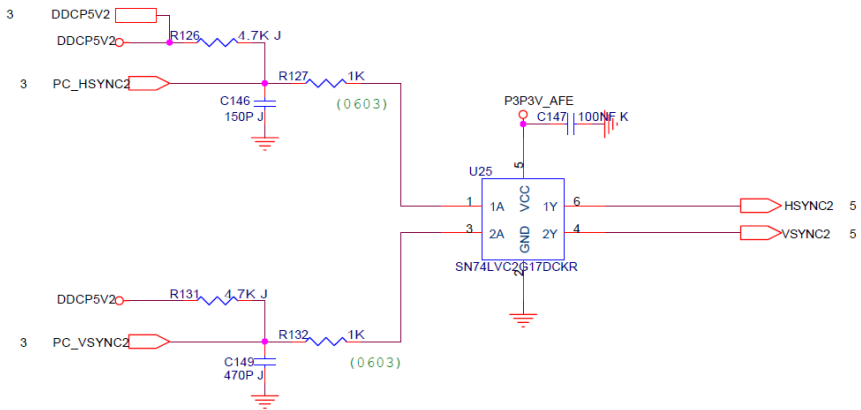 3 DDCP5V2
DDCP5V2 R126 4.7K J
3 PC_HSYNC2 R127 1K
(0603)
C146
150P J
P3P3V_AFE
C147 100NF K
U25
5
VCC
1 1A 1Y 6 HSYNC2 5
3 2A 2Y 4 VSYNC2 5
GND
2
SN74LVC2G17DCKR
DDCP5V2 R131 4.7K J
3 PC_VSYNC2 R132 1K
(0603)
C149
470P J